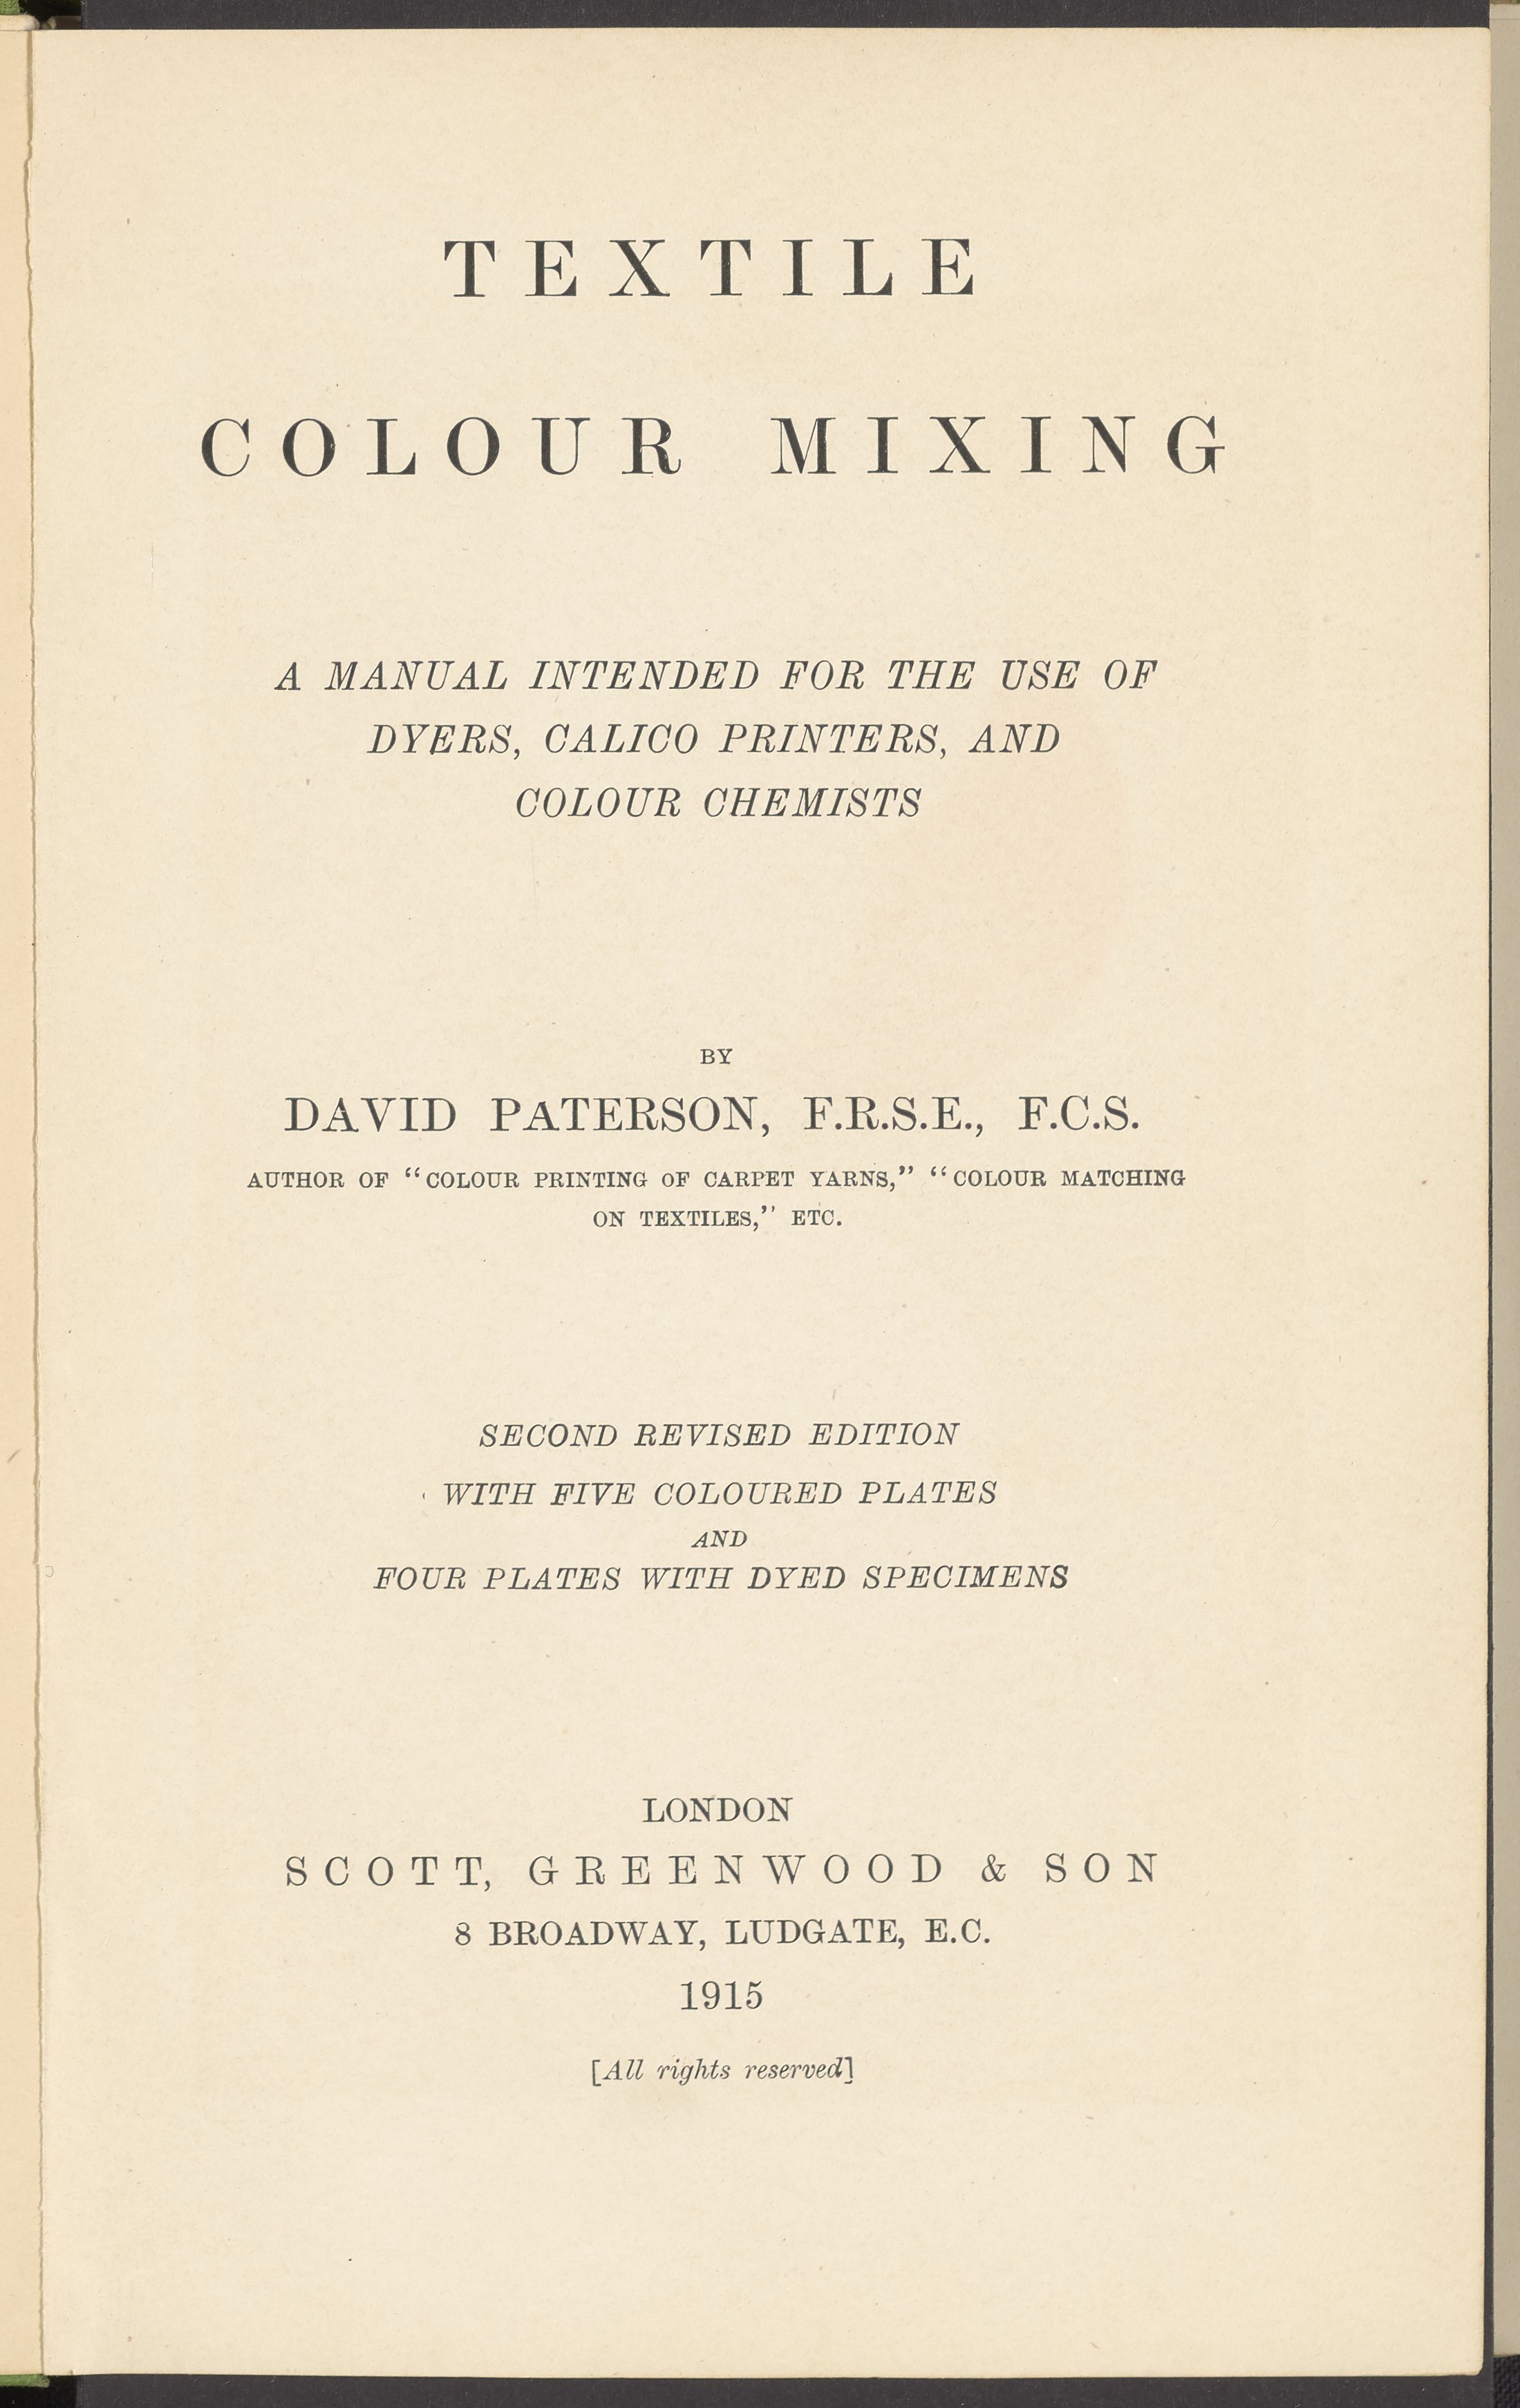 TEXTILE
COLOUR MIXING
A MANUAL INTENDED FOR THE USE OF
DYERS, CALICO PRINTERS, AND
COLOUR CHEMISTS
BY
DAVID PATERSON, F.R.S.E., F.C.S.
AUTHOR OF “COLOUR PRINTING OF CARPET YARNS,” “COLOUR MATCHING
ON TEXTILES,” ETC.
SECOND REVISED EDITION
WITH FIVE COLOURED PLATES
AND
FOUR PLATES WITH DYED SPECIMENS
LONDON
SCOTT, GREENWOOD & SON
8 BROADWAY, LUDGATE, E.C.
1915
[All rights reserved]